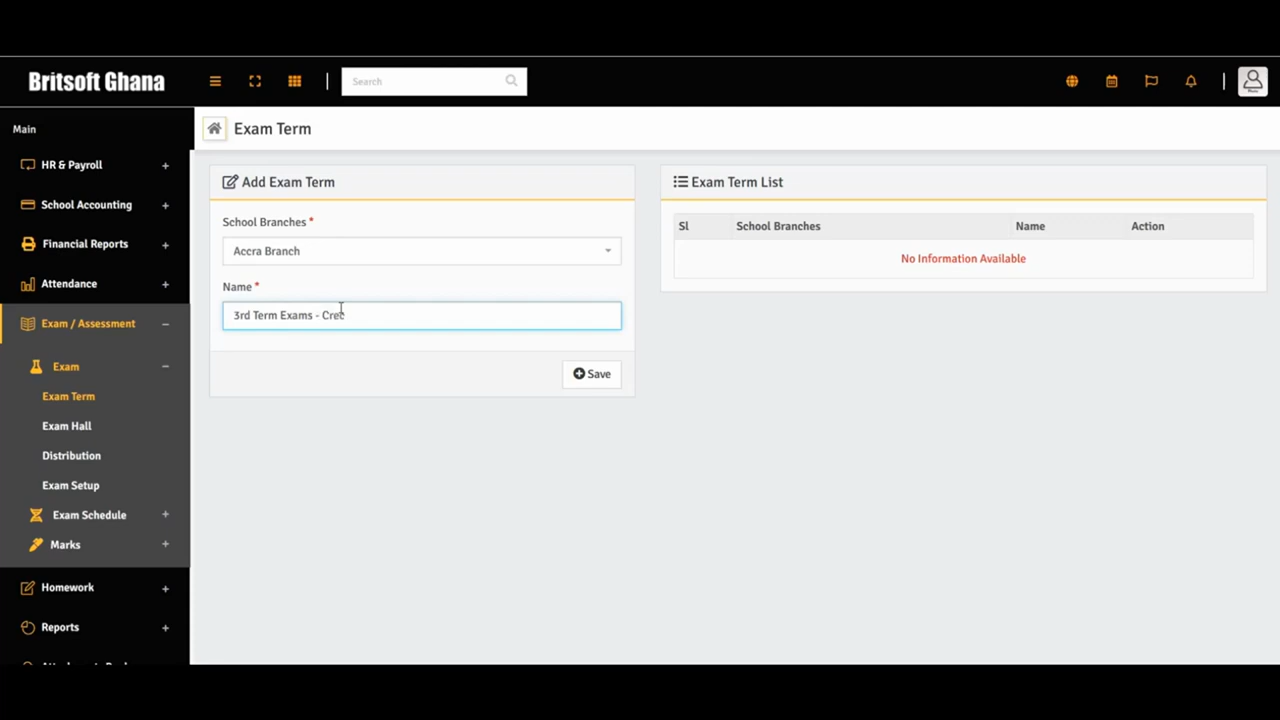 Britsoft Ghana
Search
Main
HR & Payroll +
School Accounting +
Financial Reports +
Attendance +
Exam / Assessment −
Exam −
Exam Term
Exam Hall
Distribution
Exam Setup
Exam Schedule +
Marks +
Homework +
Reports +
Exam Term
Add Exam Term
School Branches *
Accra Branch
Name *
3rd Term Exams - Crec
Save
Exam Term List
Sl School Branches Name Action
No Information Available